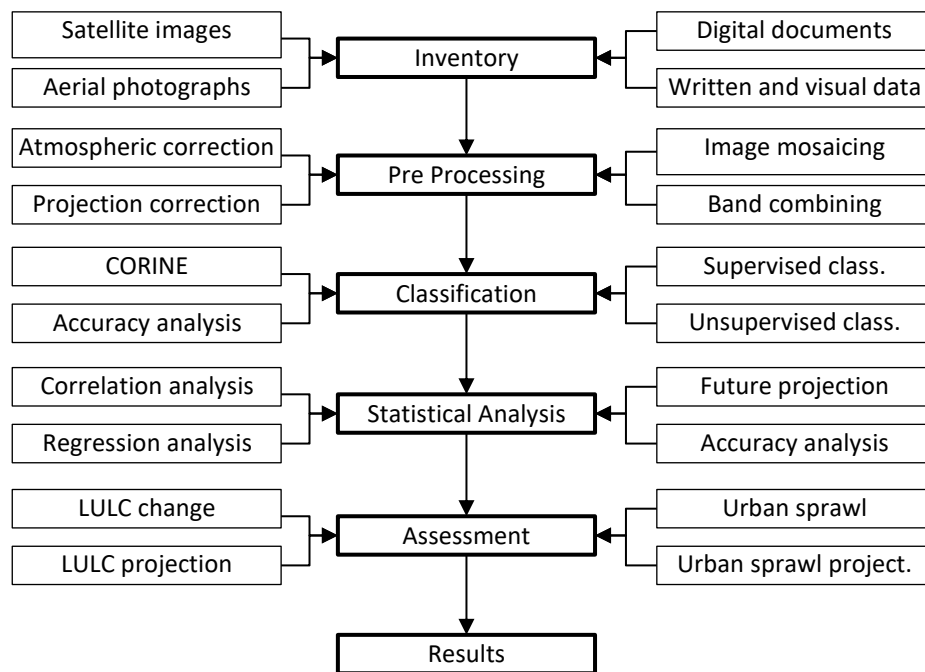 Satellite images
Digital documents
Inventory
Aerial photographs
Written and visual data
Atmospheric correction
Image mosaicing
Pre Processing
Projection correction
Band combining
CORINE
Supervised class.
Classification
Accuracy analysis
Unsupervised class.
Correlation analysis
Future projection
Statistical Analysis
Regression analysis
Accuracy analysis
LULC change
Urban sprawl
Assessment
LULC projection
Urban sprawl project.
Results